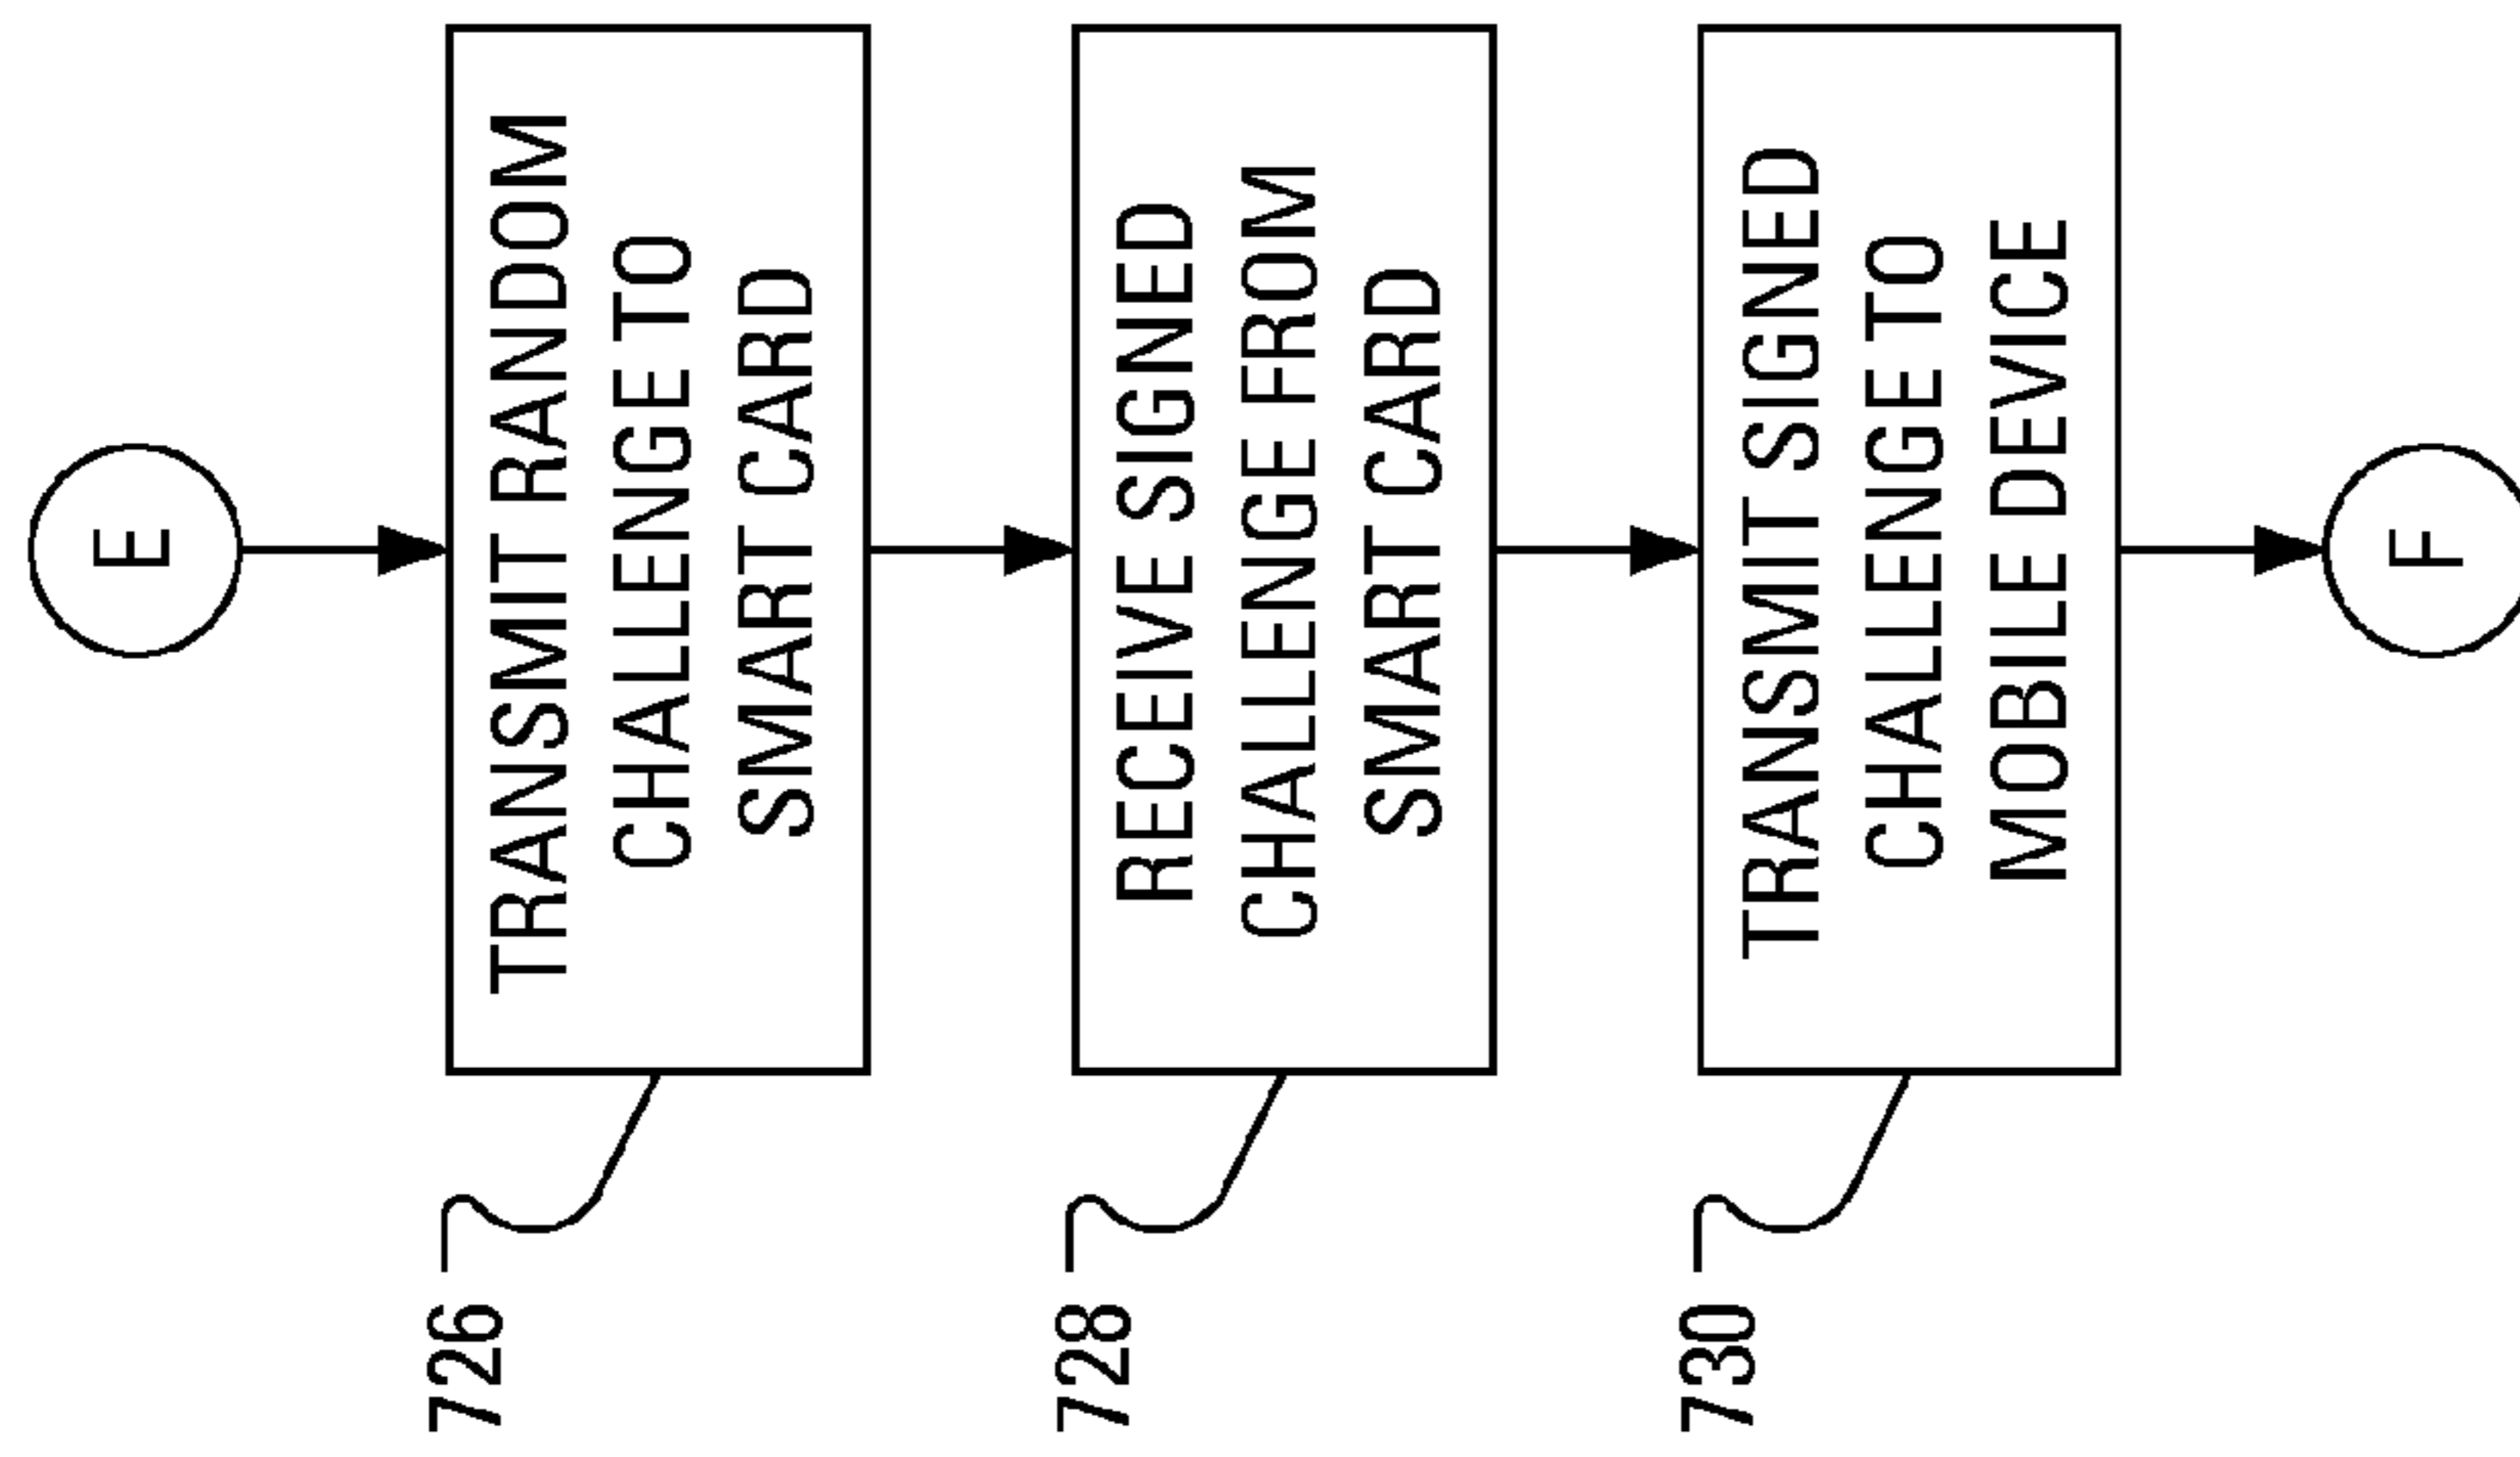 E
726
TRANSMIT RANDOM
CHALLENGE TO
SMART CARD
728
RECEIVE SIGNED
CHALLENGE FROM
SMART CARD
730
TRANSMIT SIGNED
CHALLENGE TO
MOBILE DEVICE
F